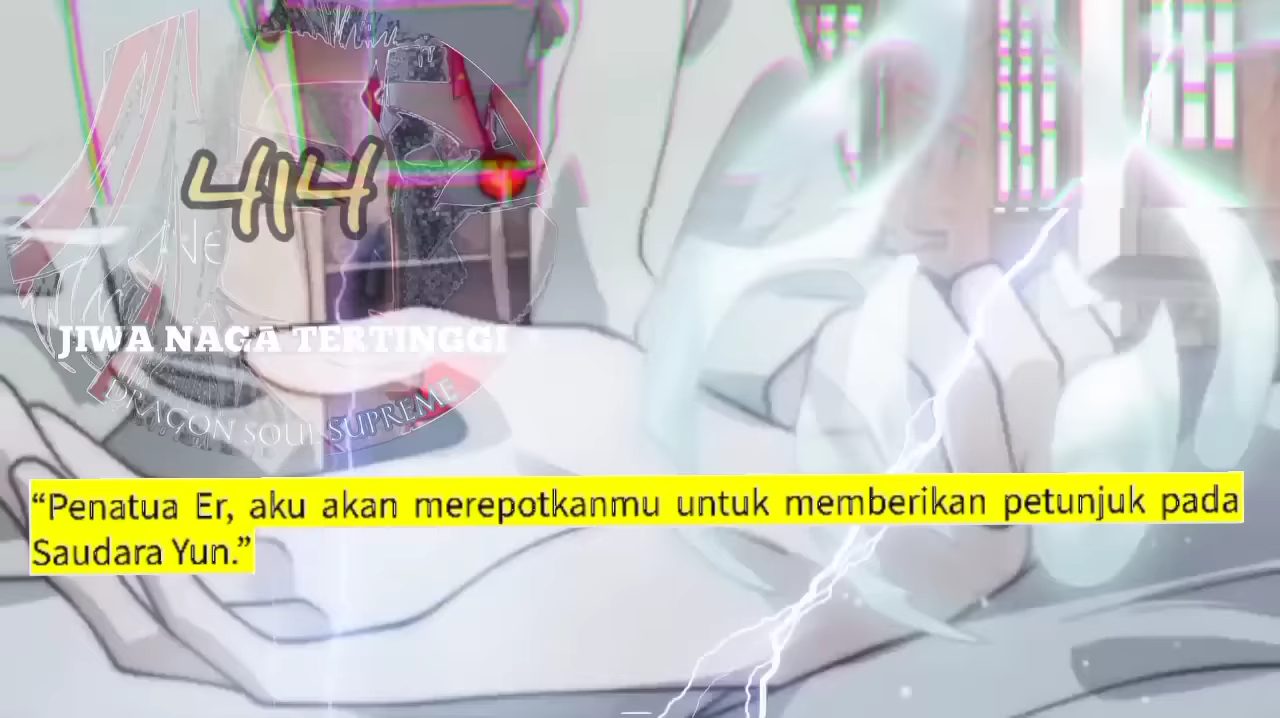 414
JIWA NAGA TERTINGGI
DRAGON SOUL SUPREME
“Penatua Er, aku akan merepotkanmu untuk memberikan petunjuk pada
Saudara Yun.”